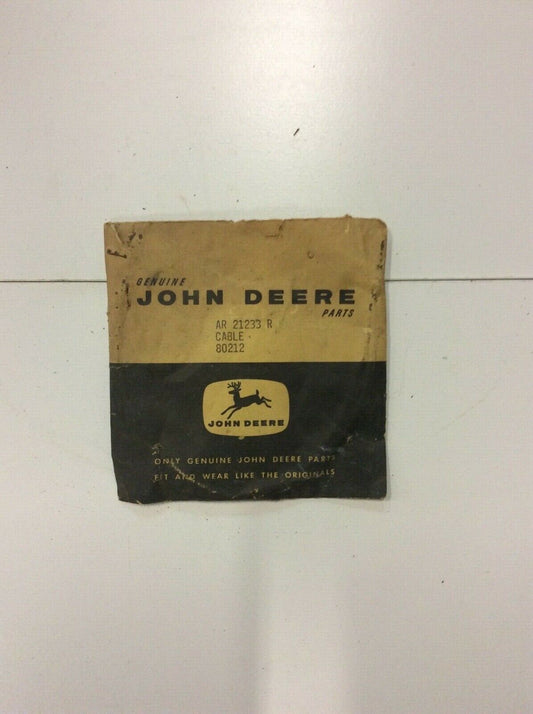 GENUINE
JOHN DEERE
PARTS
AR 21233 R
CABLE
80212
JOHN DEERE
ONLY GENUINE JOHN DEERE PARTS
FIT AND WEAR LIKE THE ORIGINALS